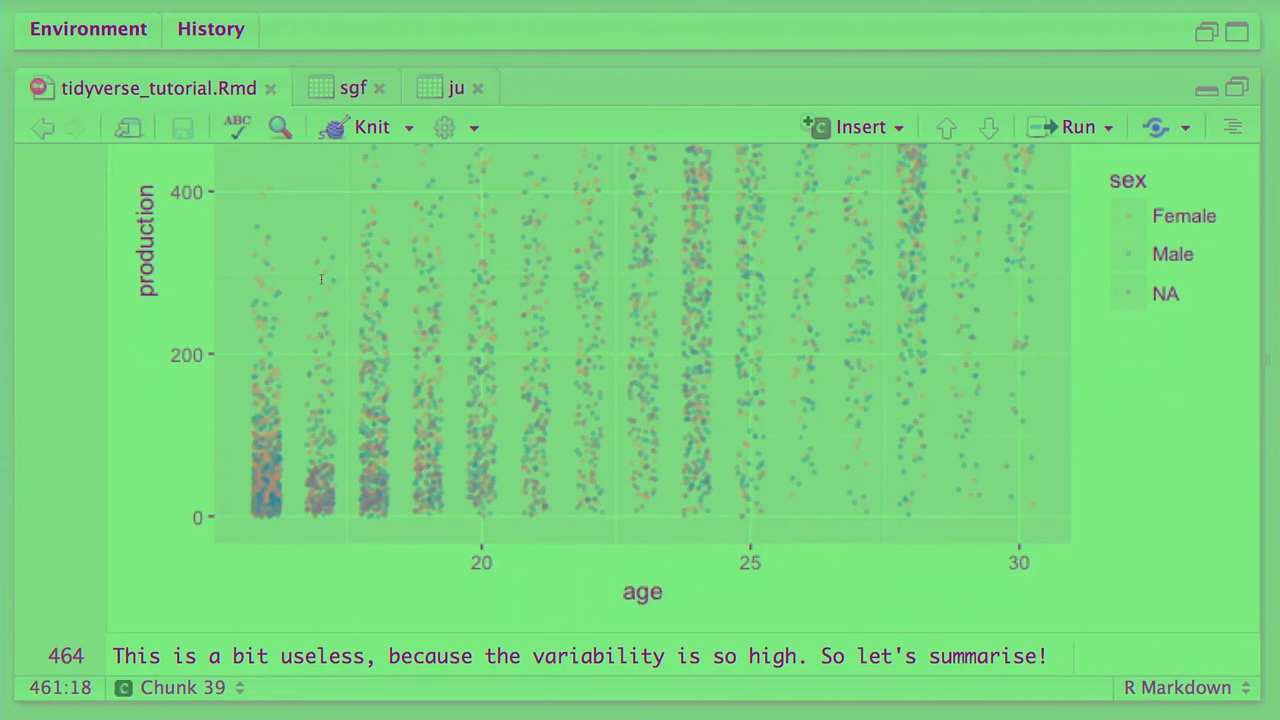 Environment History
tidyverse_tutorial.Rmd sgf ju
ABC Knit Insert Run
production
400
200
0
20 25 30
age
sex
Female
Male
NA
464 This is a bit useless, because the variability is so high. So let's summarise!
461:18 C Chunk 39 R Markdown